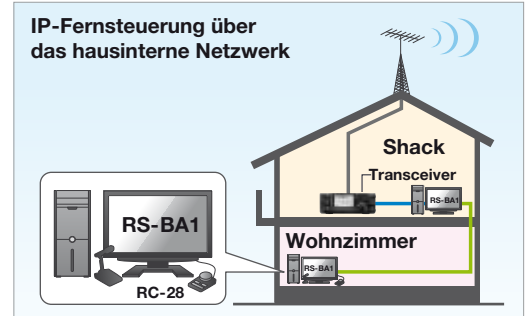 IP-Fernsteuerung über
das hausinterne Netzwerk
Shack
Transceiver
RS-BA1
RS-BA1
Wohnzimmer
RS-BA1
RC-28